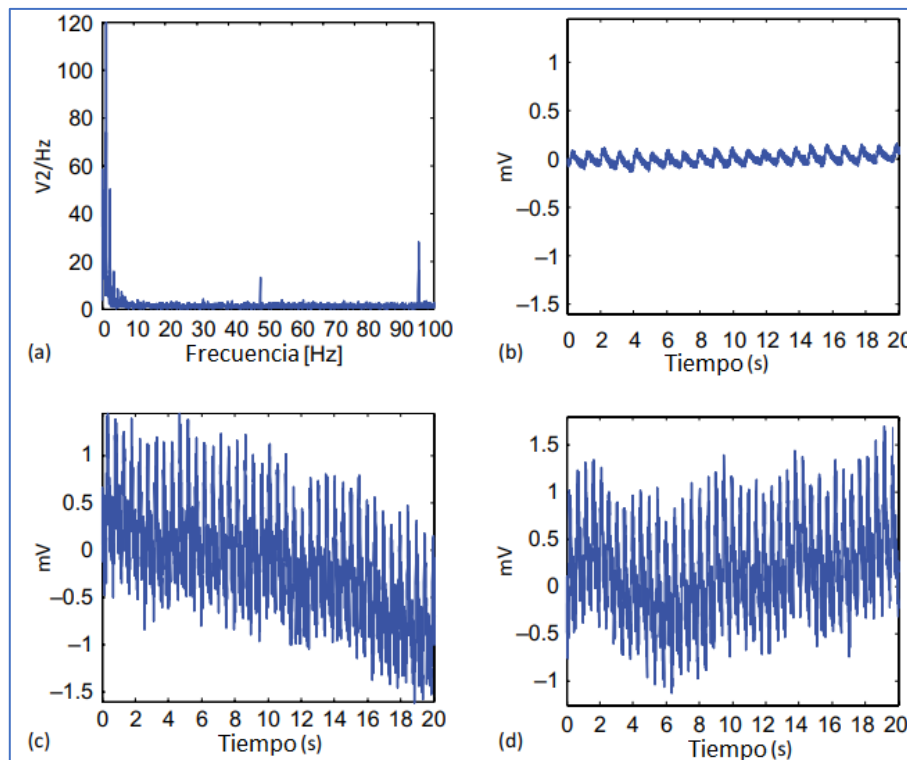 120
100
80
60
40
20
0
V2/Hz
0 10 20 30 40 50 60 70 80 90 100
(a) Frecuencia [Hz]
1
0.5
0
–0.5
–1
–1.5
mV
0 2 4 6 8 10 12 14 16 18 20
(b) Tiempo (s)
1
0.5
0
–0.5
–1
–1.5
mV
0 2 4 6 8 10 12 14 16 18 20
(c) Tiempo (s)
1.5
1
0.5
0
–0.5
–1
mV
0 2 4 6 8 10 12 14 16 18 20
(d) Tiempo (s)